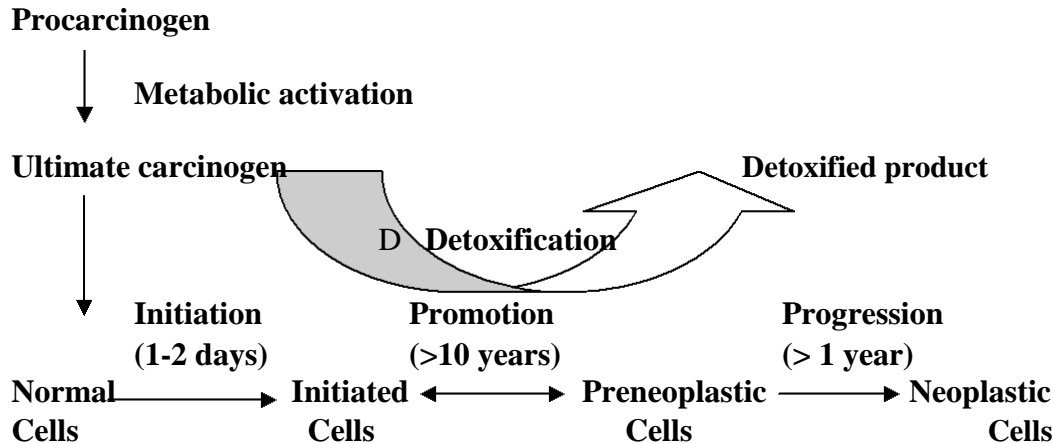 Procarcinogen
Metabolic activation
Ultimate carcinogen
Detoxified product
D Detoxification
Initiation
(1-2 days)
Promotion
(>10 years)
Progression
(> 1 year)
Normal
Cells
Initiated
Cells
Preneoplastic
Cells
Neoplastic
Cells